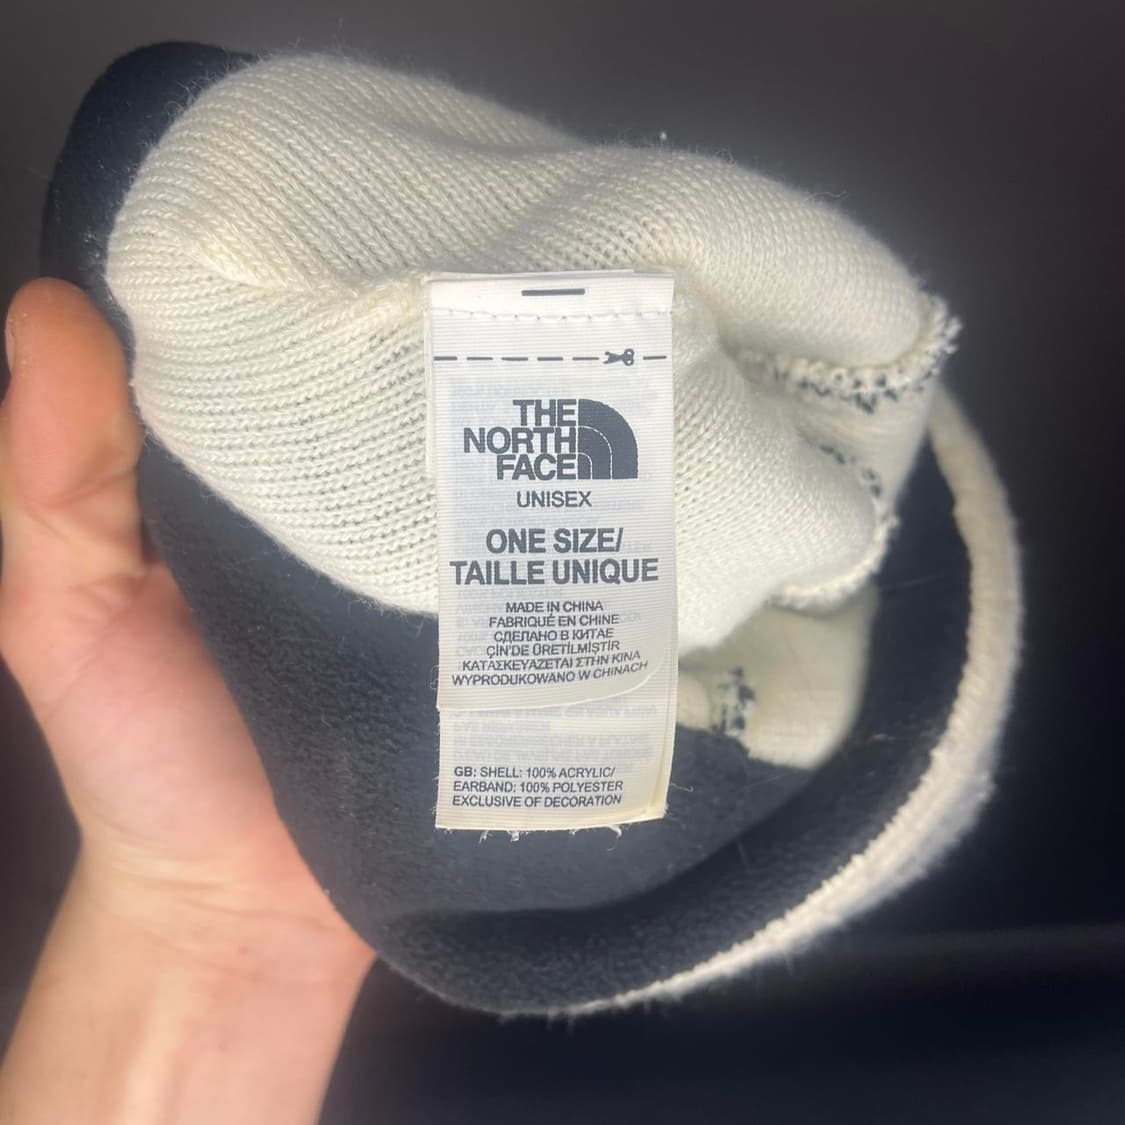 THE
NORTH
FACE
UNISEX
ONE SIZE/
TAILLE UNIQUE
MADE IN CHINA
FABRIQUÉ EN CHINE
СДЕЛАНО В КИТАЕ
ÇİN'DE ÜRETİLMİŞTİR
ΚΑΤΑΣΚΕΥΑΖΕΤΑΙ ΣΤΗΝ ΚΙΝΑ
WYPRODUKOWANO W CHINACH
GB: SHELL: 100% ACRYLIC/
EARBAND: 100% POLYESTER
EXCLUSIVE OF DECORATION